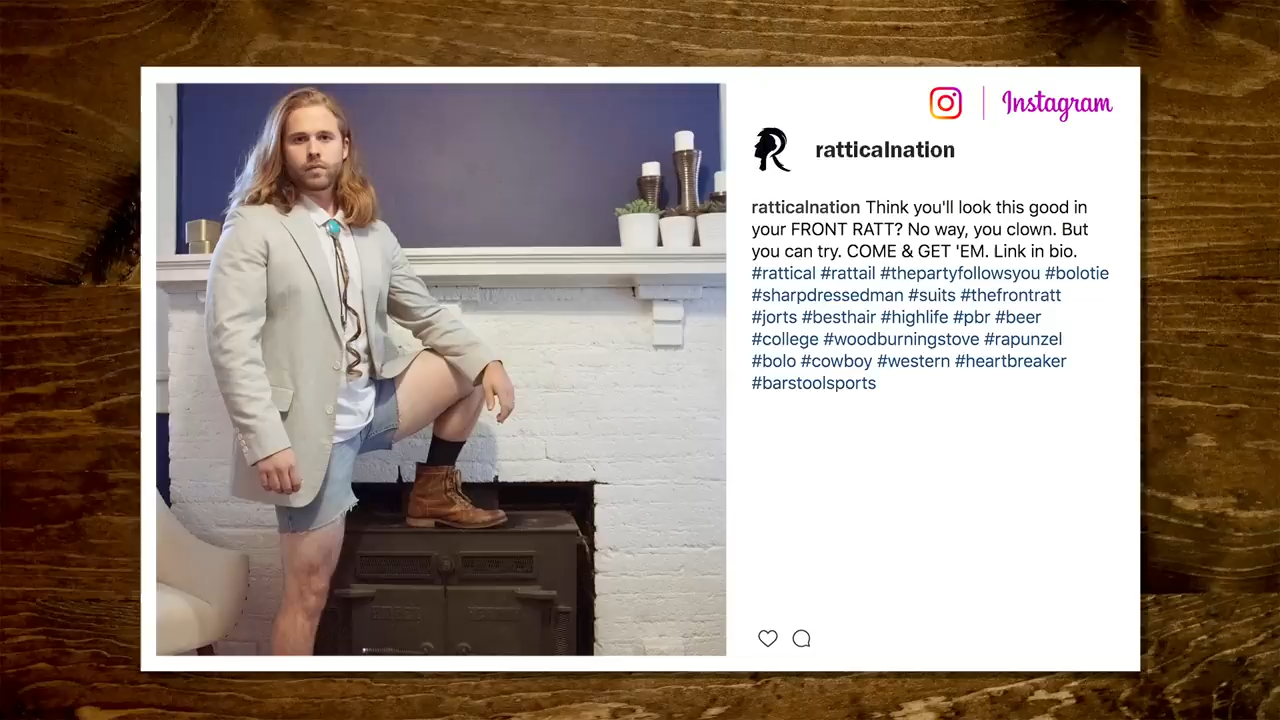 Instagram
ratticalnation
ratticalnation Think you'll look this good in
your FRONT RATT? No way, you clown. But
you can try. COME & GET 'EM. Link in bio.
#rattical #rattail #thepartyfollowsyou #bolotie
#sharpdressedman #suits #thefrontratt
#jorts #besthair #highlife #pbr #beer
#college #woodburningstove #rapunzel
#bolo #cowboy #western #heartbreaker
#barstoolsports